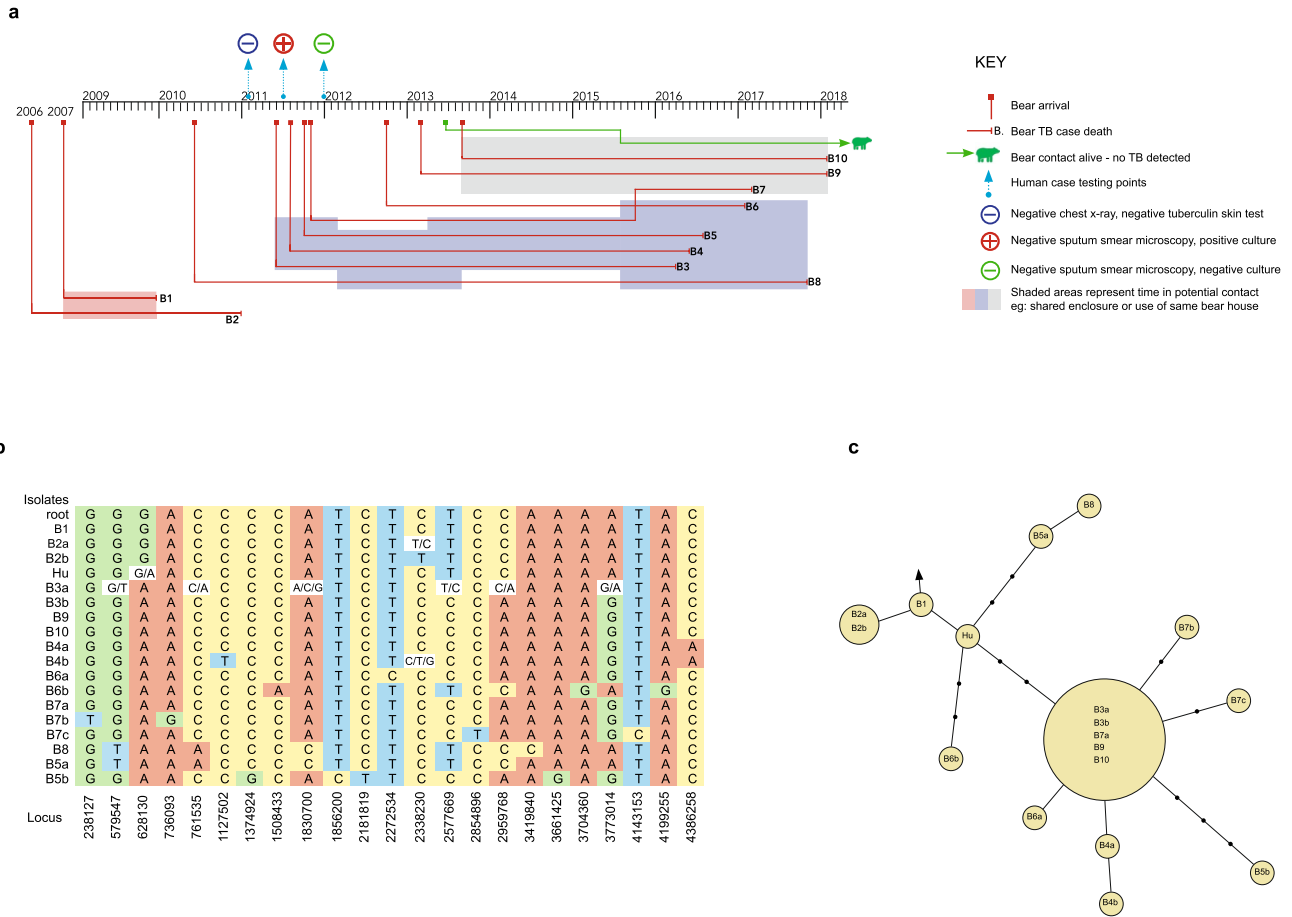 a
2009 2010 2011 2012 2013 2014 2015 2016 2017 2018
2006 2007
B10
B9
B7
B6
B5
B4
B3
B8
B1
B2
KEY
Bear arrival
B. Bear TB case death
Bear contact alive - no TB detected
Human case testing points
Negative chest x-ray, negative tuberculin skin test
Negative sputum smear microscopy, positive culture
Negative sputum smear microscopy, negative culture
Shaded areas represent time in potential contact
eg: shared enclosure or use of same bear house
b
Isolates
root G G G A C C C C A T C T C T C C A A A A T A C
B1 G G G A C C C C A T C T C T C C A A A A T A C
B2a G G G A C C C C A T C T T/C T C C A A A A T A C
B2b G G G A C C C C A T C T T T C C A A A A T A C
Hu G G G/A A C C C C A T C T C T C C A A A A T A C
B3a G G/T A A C/A C C C A/C/G T C T C T/C C C/A A A A G/A T A C
B3b G G A A C C C C A T C T C C C A A A A G T A C
B9 G G A A C C C C A T C T C C C A A A A G T A C
B10 G G A A C C C C A T C T C C C A A A A G T A C
B4a G G A A C C C C A T C T C C C A A A A G T A A
B4b G G A A C T C C A T C T C/T/G C C A A A A G T A A
B6a G G A A C C C C A T C C C C C A A A A G T A C
B6b G G A A C C C A A T C T C T C C A A G A T G C
B7a G G A A C C C C A T C T C C C A A A A G T A C
B7b T G A G C C C C A T C T C C C A A A A G T A C
B7c G G A A C C C C A T C T C C T A A A A G C A C
B8 G T A A A C C C C T C T C T C C C A A A T A C
B5a G T A A C C C C C T C T C T C C A A A A T A C
B5b G G A A C C G C A C T T C C C A A G A G T A C
Locus 238127 579547 628130 736093 761535 1127502 1374924 1508433 1830700 1856200 2181819 2272534 2338230 2577669 2854896 2959768 3419840 3661425 3704360 3773014 4143153 4199255 4386258
c
B8
B5a
B1
B2a
B2b
Hu
B7b
B7c
B3a
B3b
B7a
B9
B10
B6b
B6a
B4a
B5b
B4b